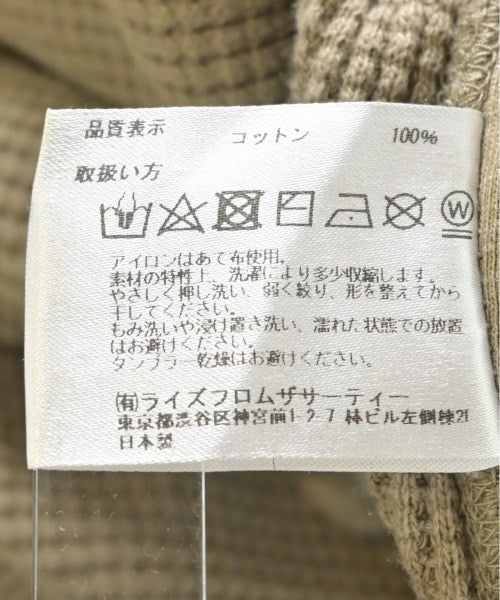 品質表示
コットン 100%
取扱い方
W
アイロンはあて布使用。
素材の特性上、洗濯により多少収縮します。
やさしく押し洗い、弱く絞り、形を整えてから
干してください。
もみ洗いや浸け置き洗い、濡れた状態での放置
はお避けください。
タンブラー乾燥はお避けください。
(有)ライズフロムザサーティー
東京都渋谷区神宮前1-2-7 林ビル左側棟2F
日本製